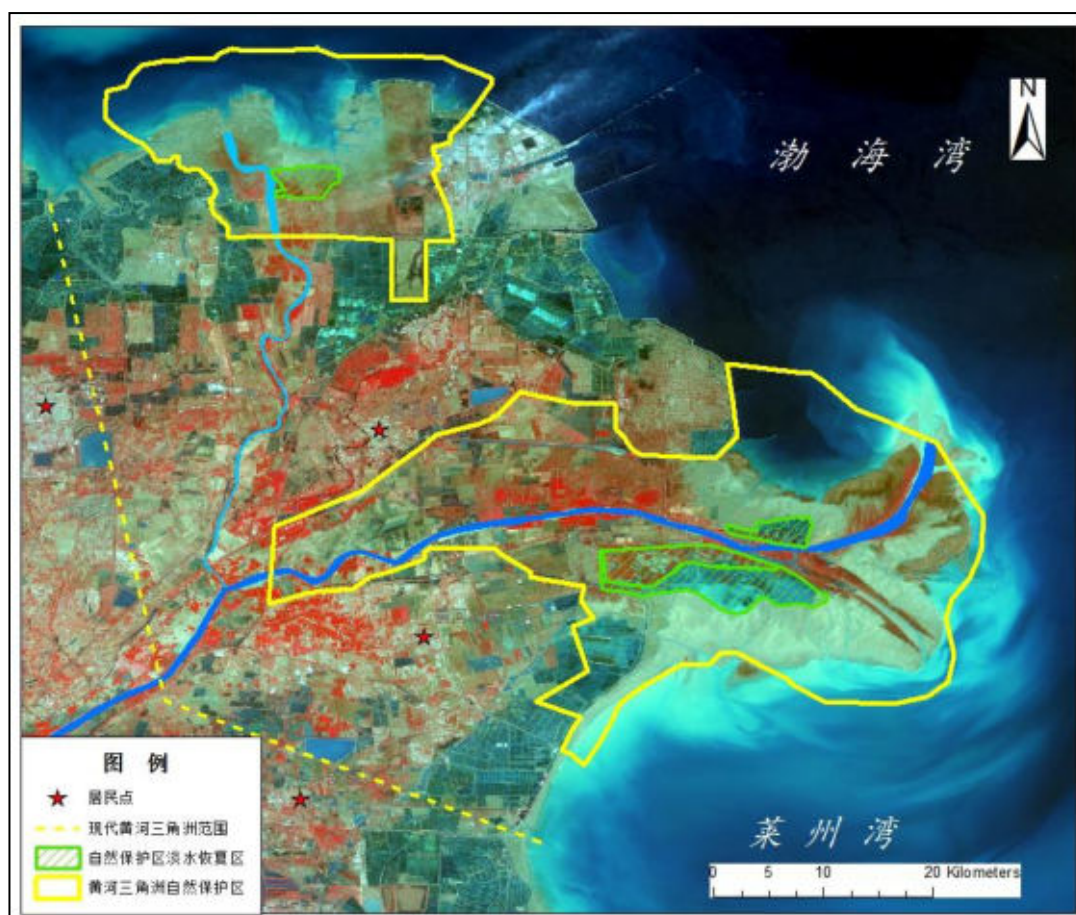 N
渤 海 湾
莱 州 湾
图 例
居民点
现代黄河三角洲范围
自然保护区淡水恢复区
黄河三角洲自然保护区
0 5 10 20 Kilometers